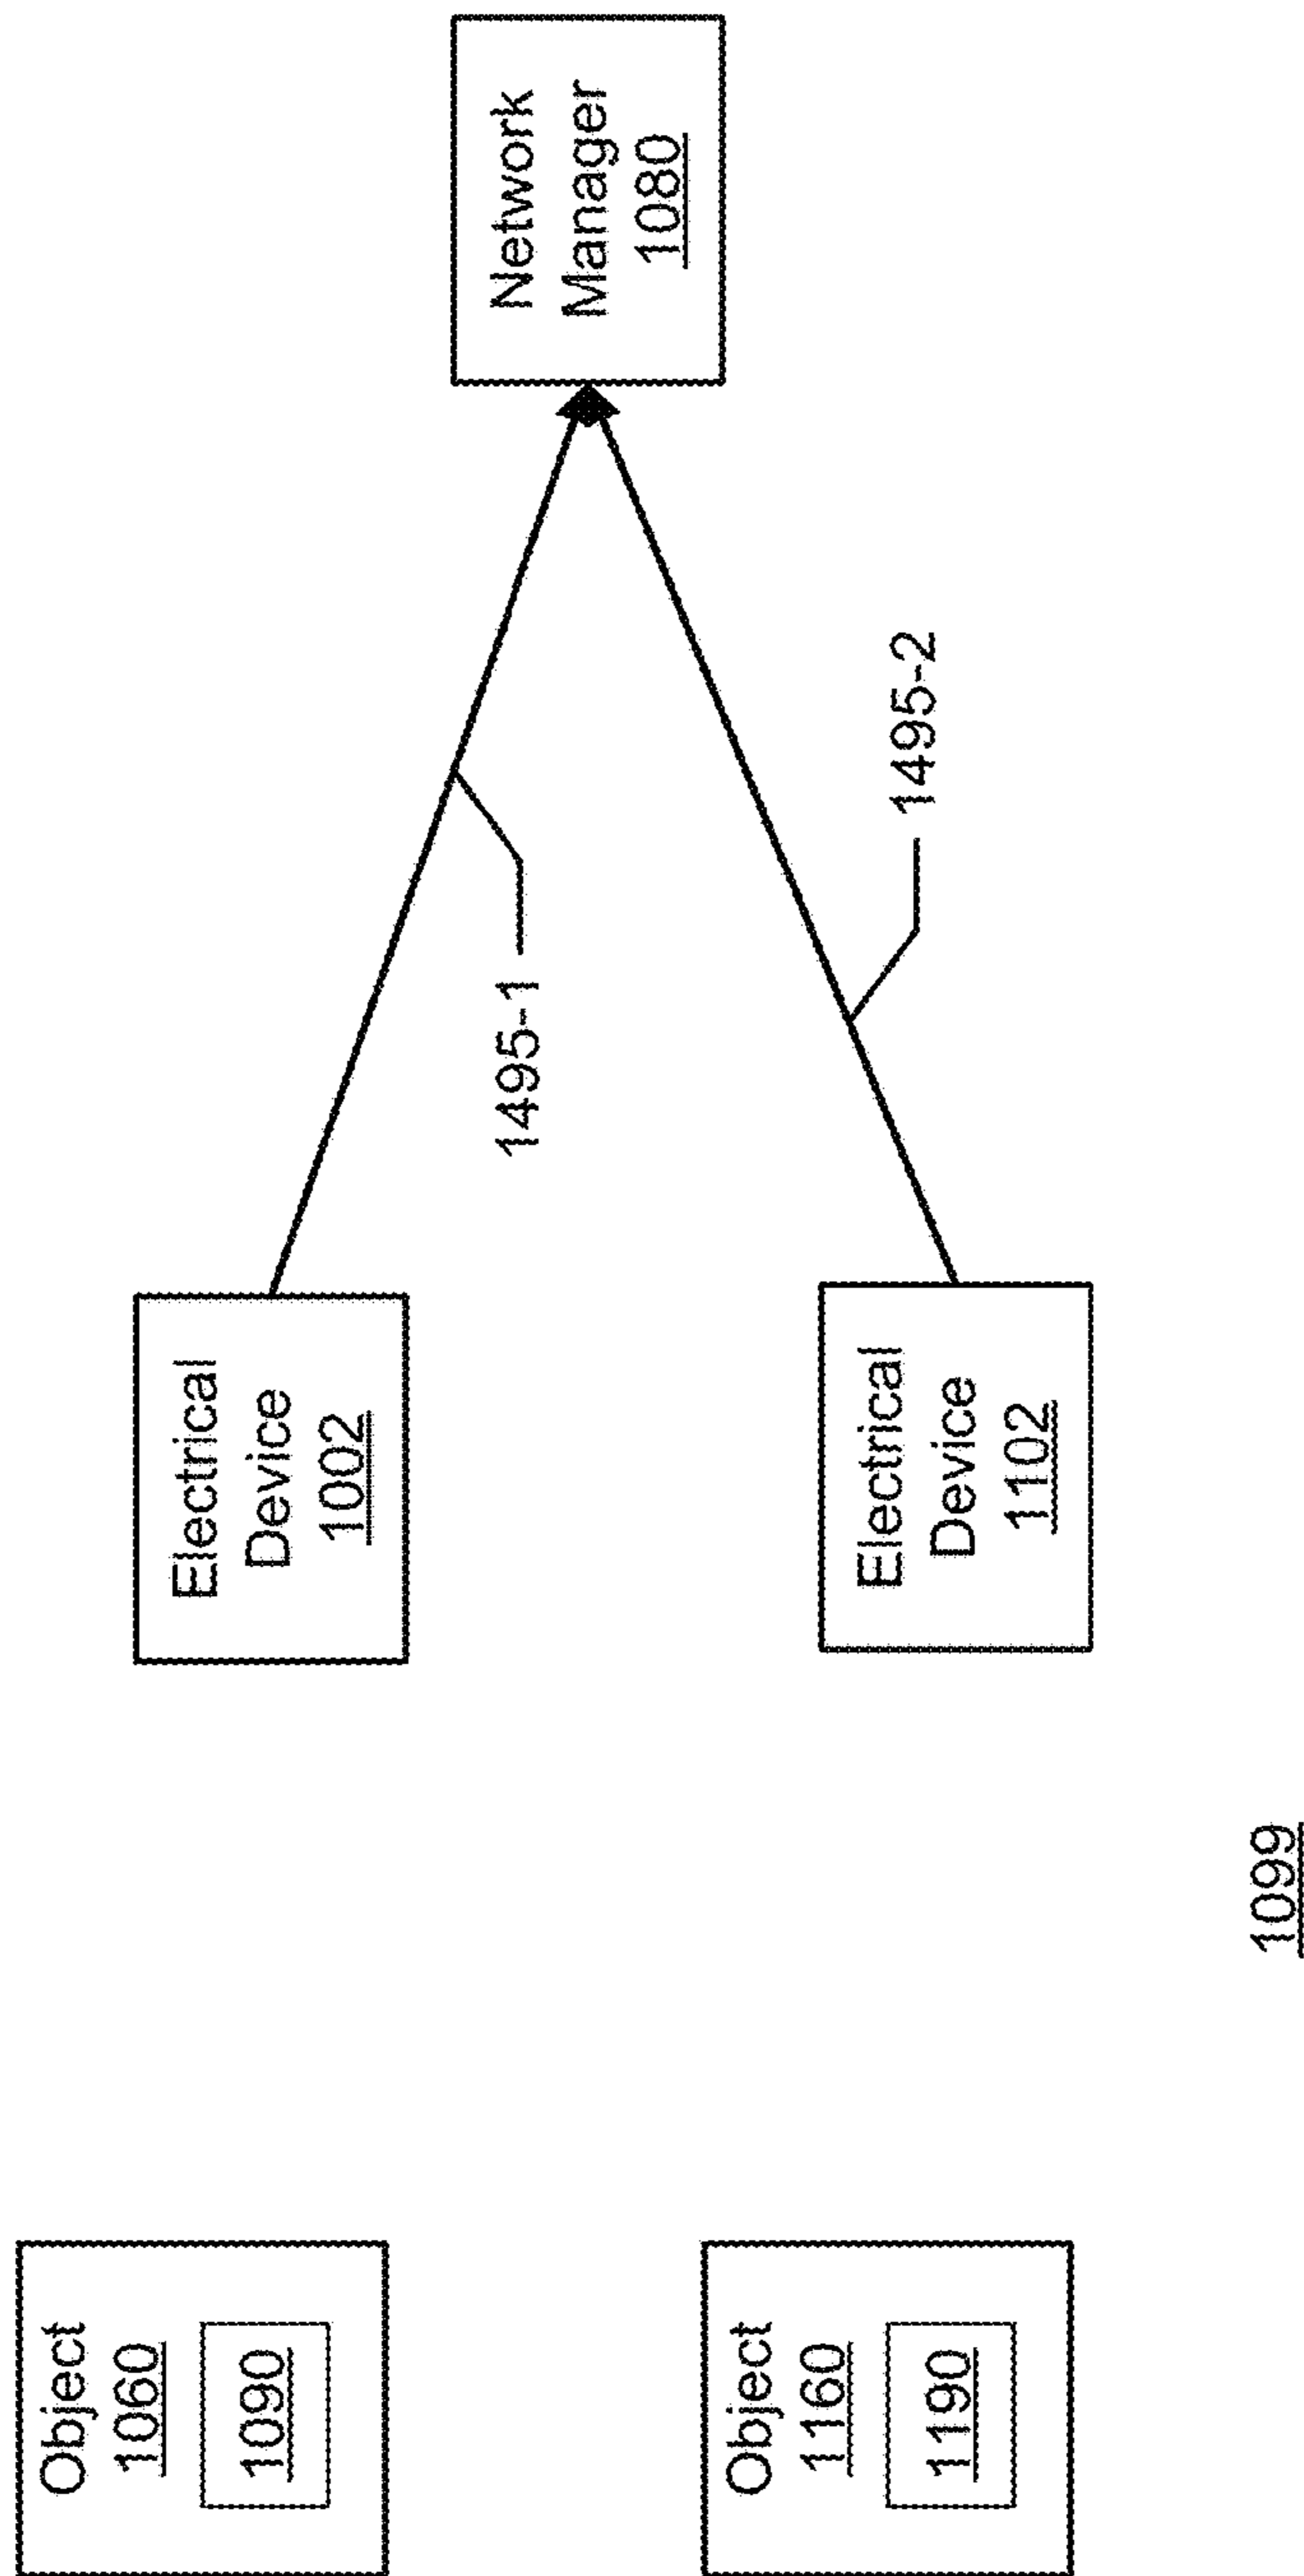 Object
1060
1090
Electrical
Device
1002
1495-1
Network
Manager
1080
Object
1160
1190
Electrical
Device
1102
1495-2
1099